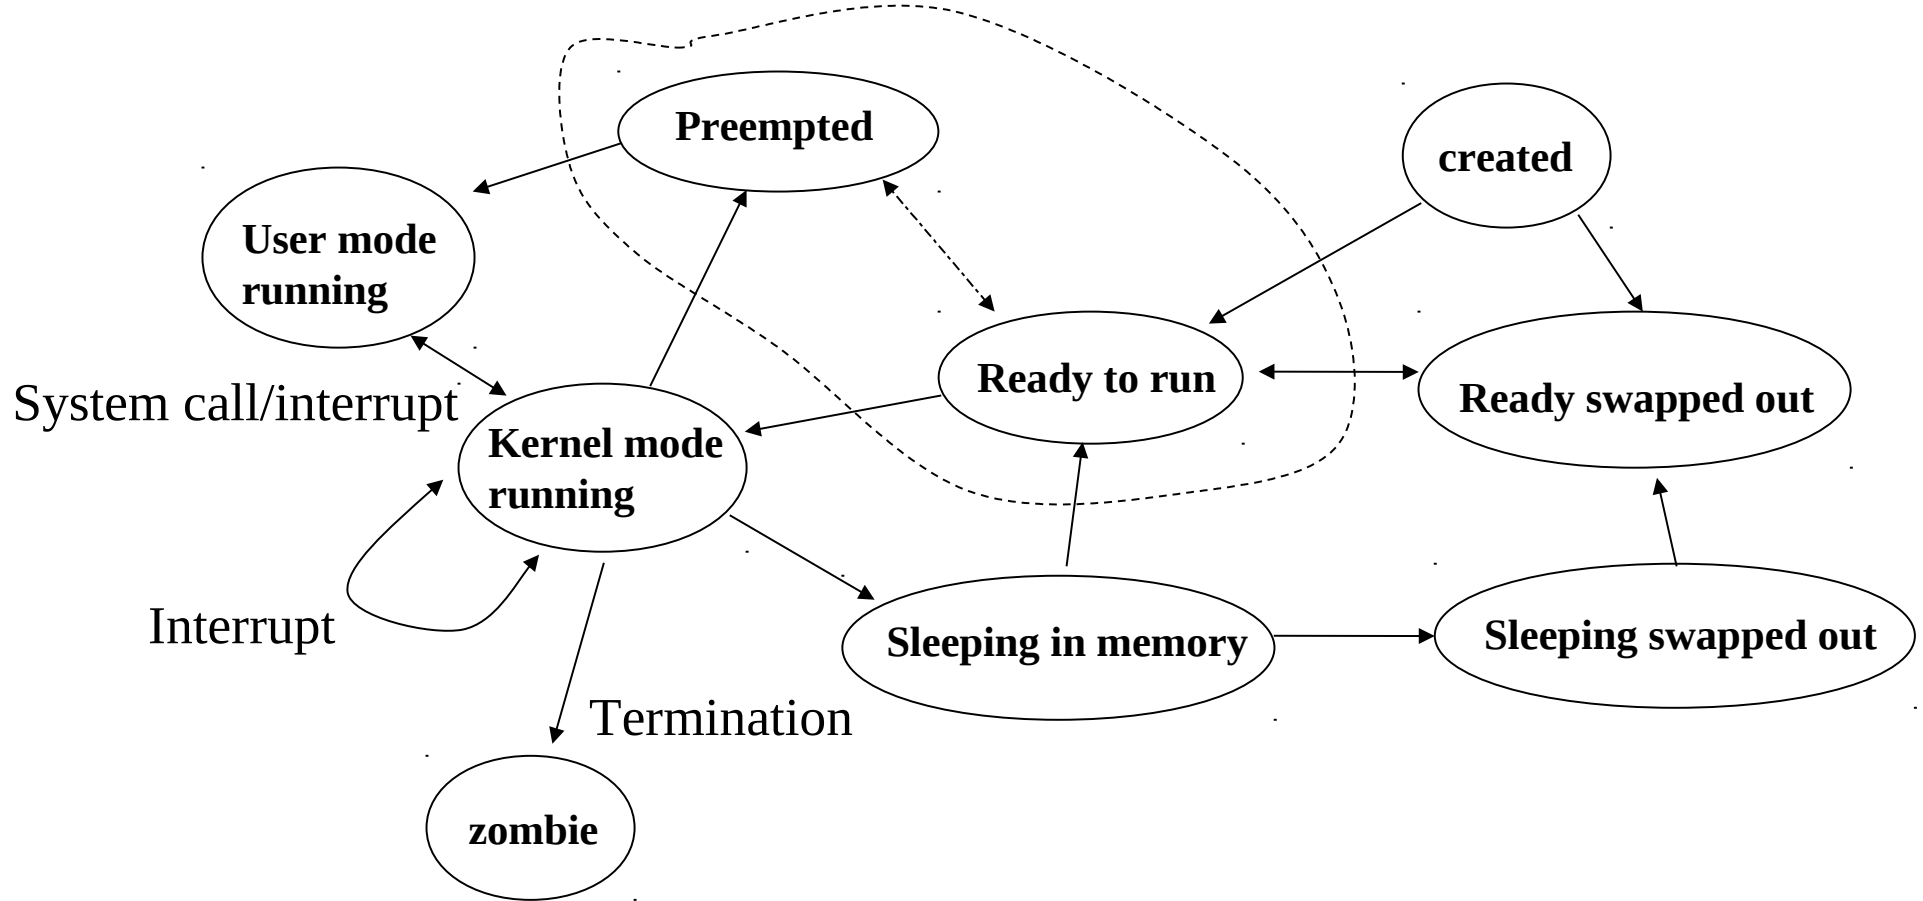 Preempted
created
User mode
running
Ready to run
Ready swapped out
System call/interrupt
Kernel mode
running
Interrupt
Sleeping in memory
Sleeping swapped out
Termination
zombie